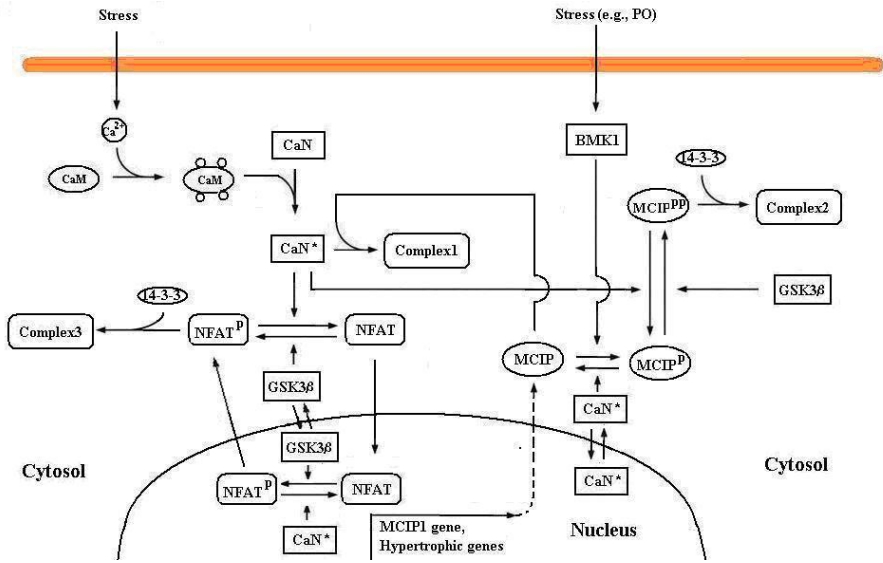 Stress
Stress (e.g., PO)
Ca2+
CaN
BMK1
14-3-3
CaM
CaM
MCIPPP
Complex2
CaN*
Complex1
GSK3β
14-3-3
Complex3
NFATP
NFAT
MCIP
MCIPP
GSK3β
CaN*
GSK3β
Cytosol
Cytosol
NFATP
NFAT
CaN*
MCIP1 gene,
Hypertrophic genes
Nucleus
CaN*